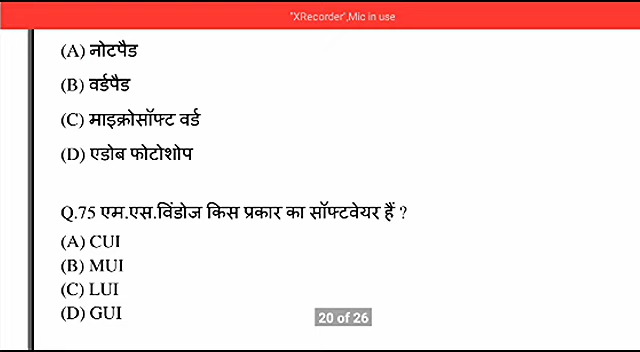 "XRecorder",Mic in use
(A) नोटपैड
(B) वर्डपैड
(C) माइक्रोसॉफ्ट वर्ड
(D) एडोब फोटोशोप
Q.75 एम.एस.विंडोज किस प्रकार का सॉफ्टवेयर हैं ?
(A) CUI
(B) MUI
(C) LUI
(D) GUI
20 of 26